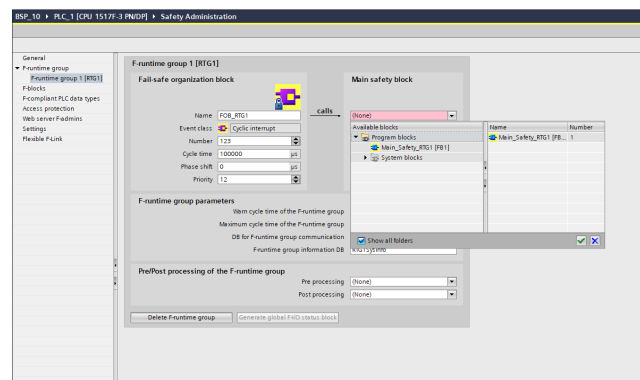 BSP_10 ▸ PLC_1 [CPU 1517F-3 PN/DP] ▸ Safety Administration
General
F-runtime group
F-runtime group 1 [RTG1]
F-blocks
F-compliant PLC data types
Access protection
Web server F-admins
Settings
Flexible F-Link
F-runtime group 1 [RTG1]
Fail-safe organization block
Main safety block
calls
Name FOB_RTG1
(None)
Event class Cyclic interrupt
Number 123
Cycle time 100000 µs
Phase shift 0 µs
Priority 12
Available blocks
Program blocks
Main_Safety_RTG1 [FB1]
System blocks
Name Number
Main_Safety_RTG1 [FB... 1
Show all folders
F-runtime group parameters
Warn cycle time of the F-runtime group
Maximum cycle time of the F-runtime group
DB for F-runtime group communication
F-runtime group information DB RTG1SysInfo
Pre/Post processing of the F-runtime group
Pre processing (None)
Post processing (None)
Delete F-runtime group
Generate global F-I/O status block